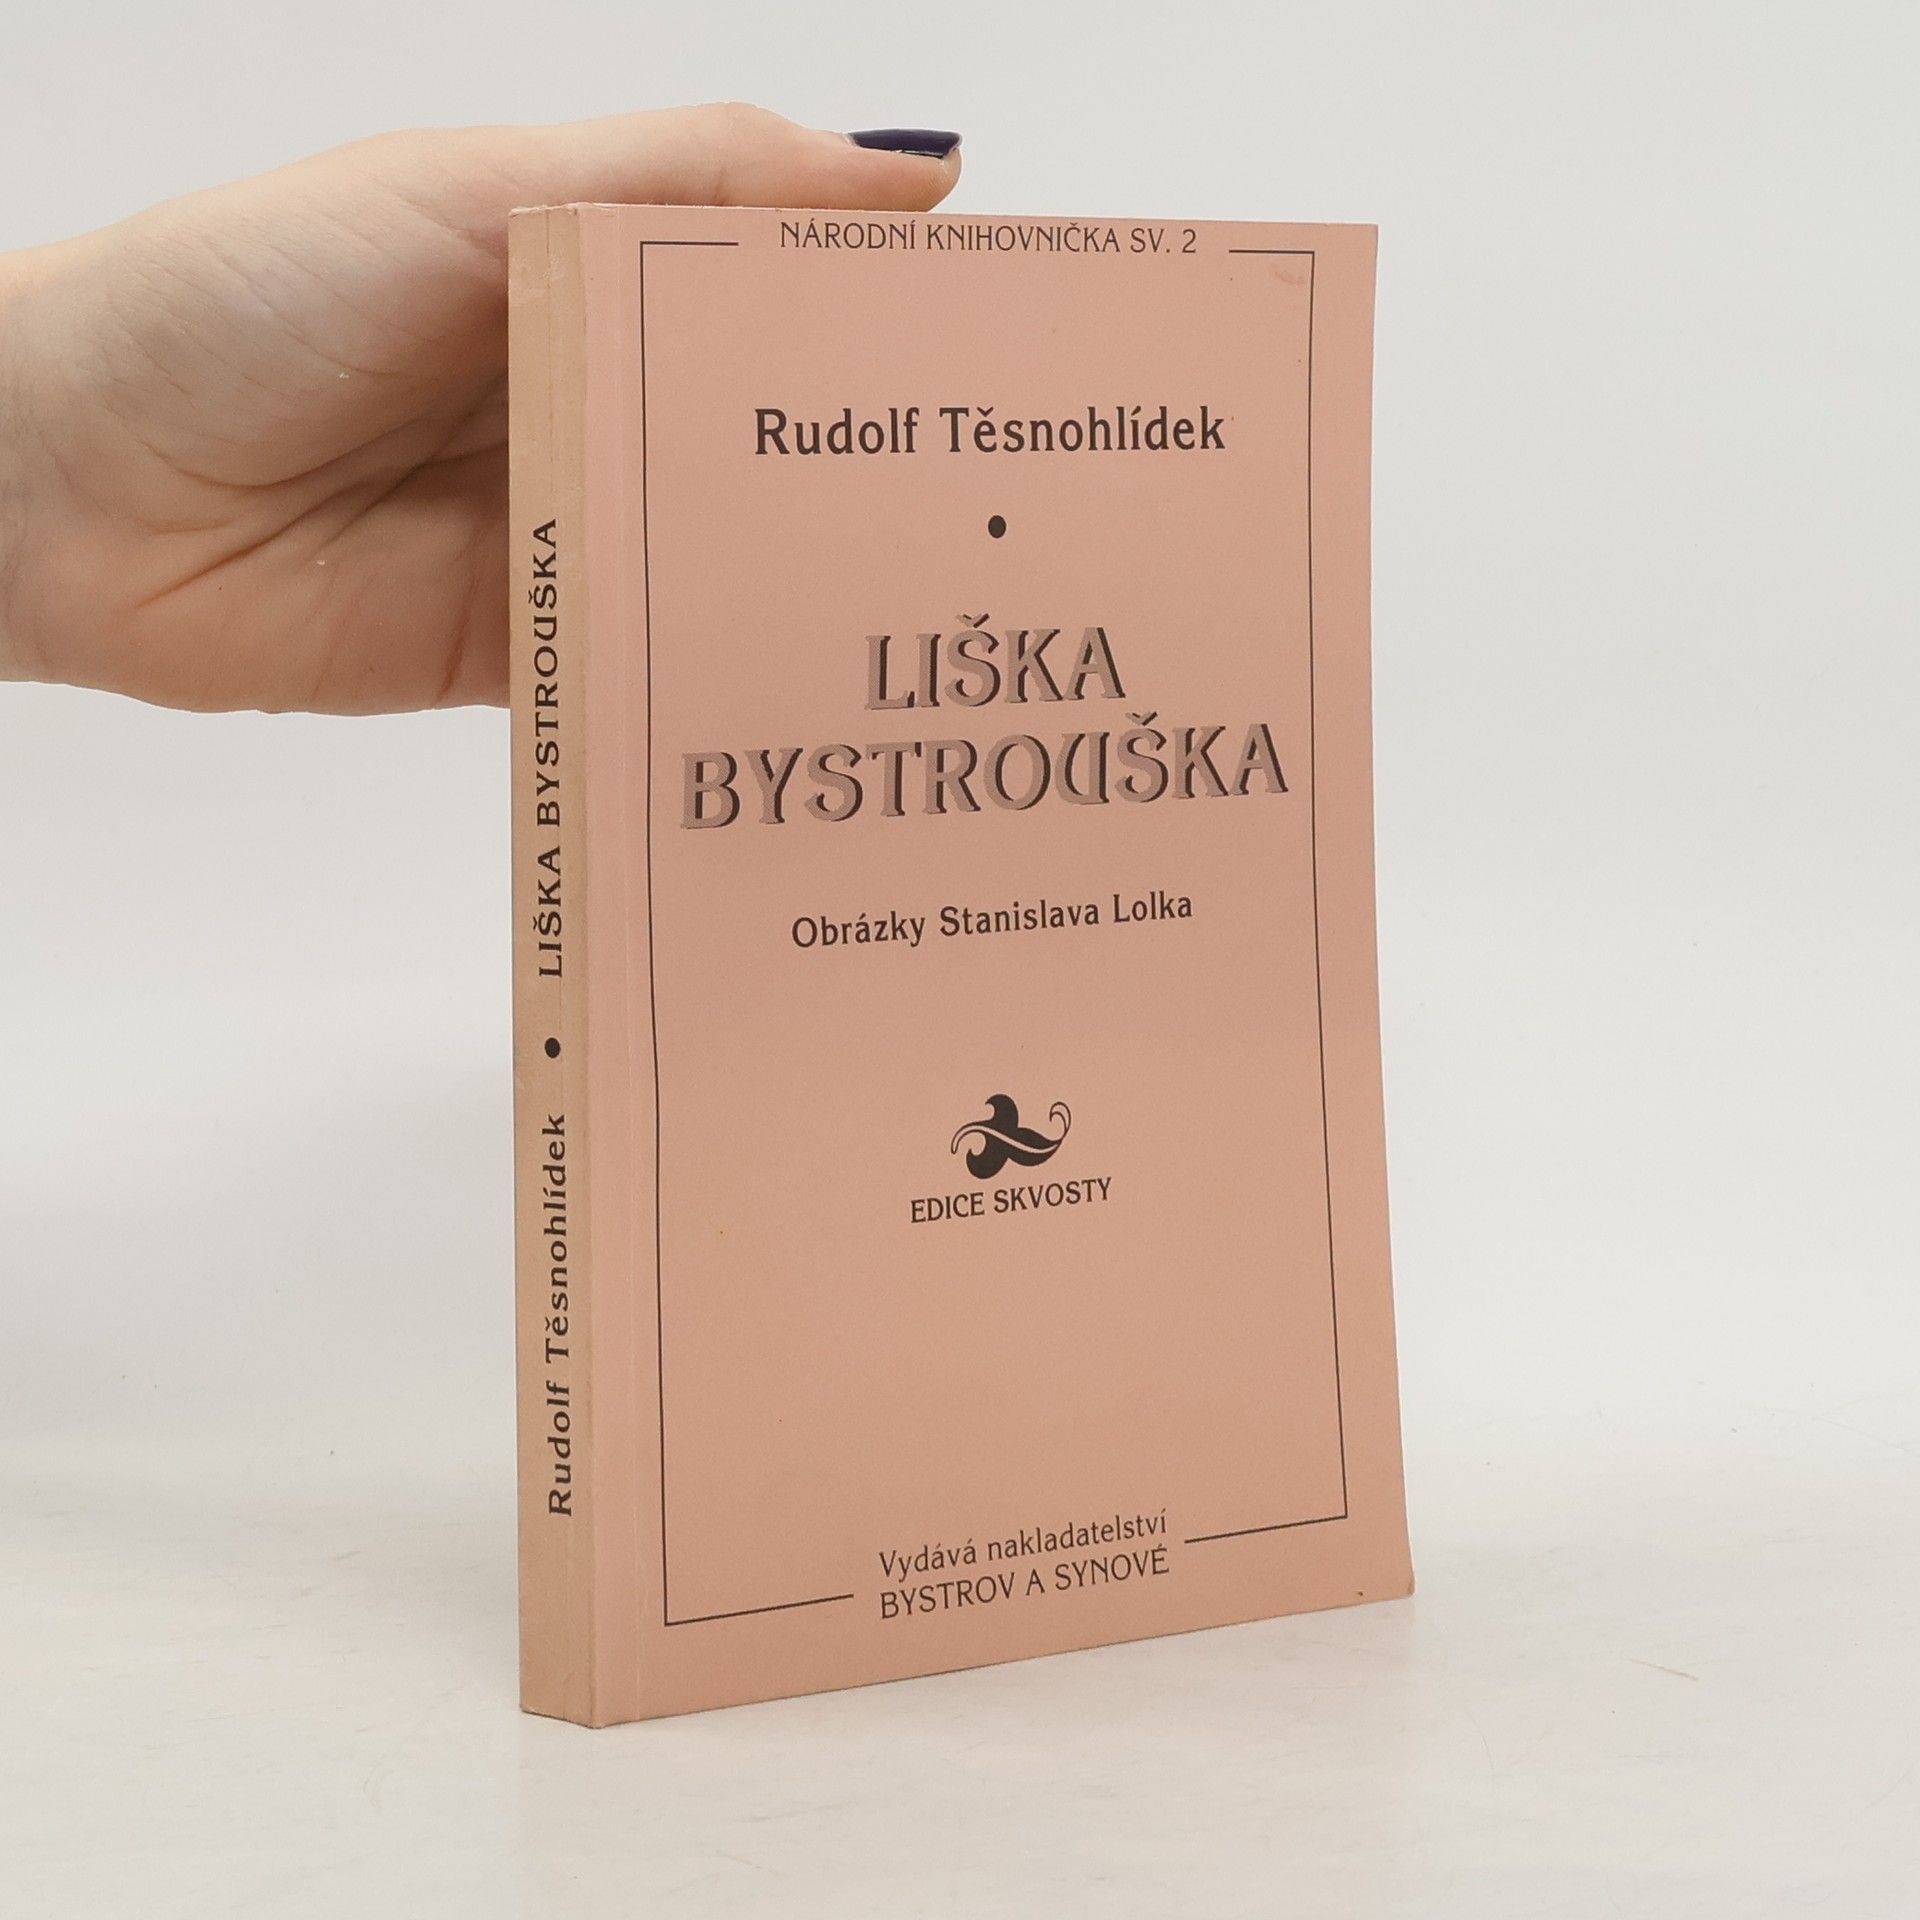 NÁRODNÍ KNIHOVNIČKA SV. 2
Rudolf Těsnohlídek
•
LIŠKA
BYSTROUŠKA
Obrázky Stanislava Lolka
EDICE SKVOSTY
Vydává nakladatelství
BYSTROV A SYNOVÉ
Rudolf Těsnohlídek • LIŠKA BYSTROUŠKA